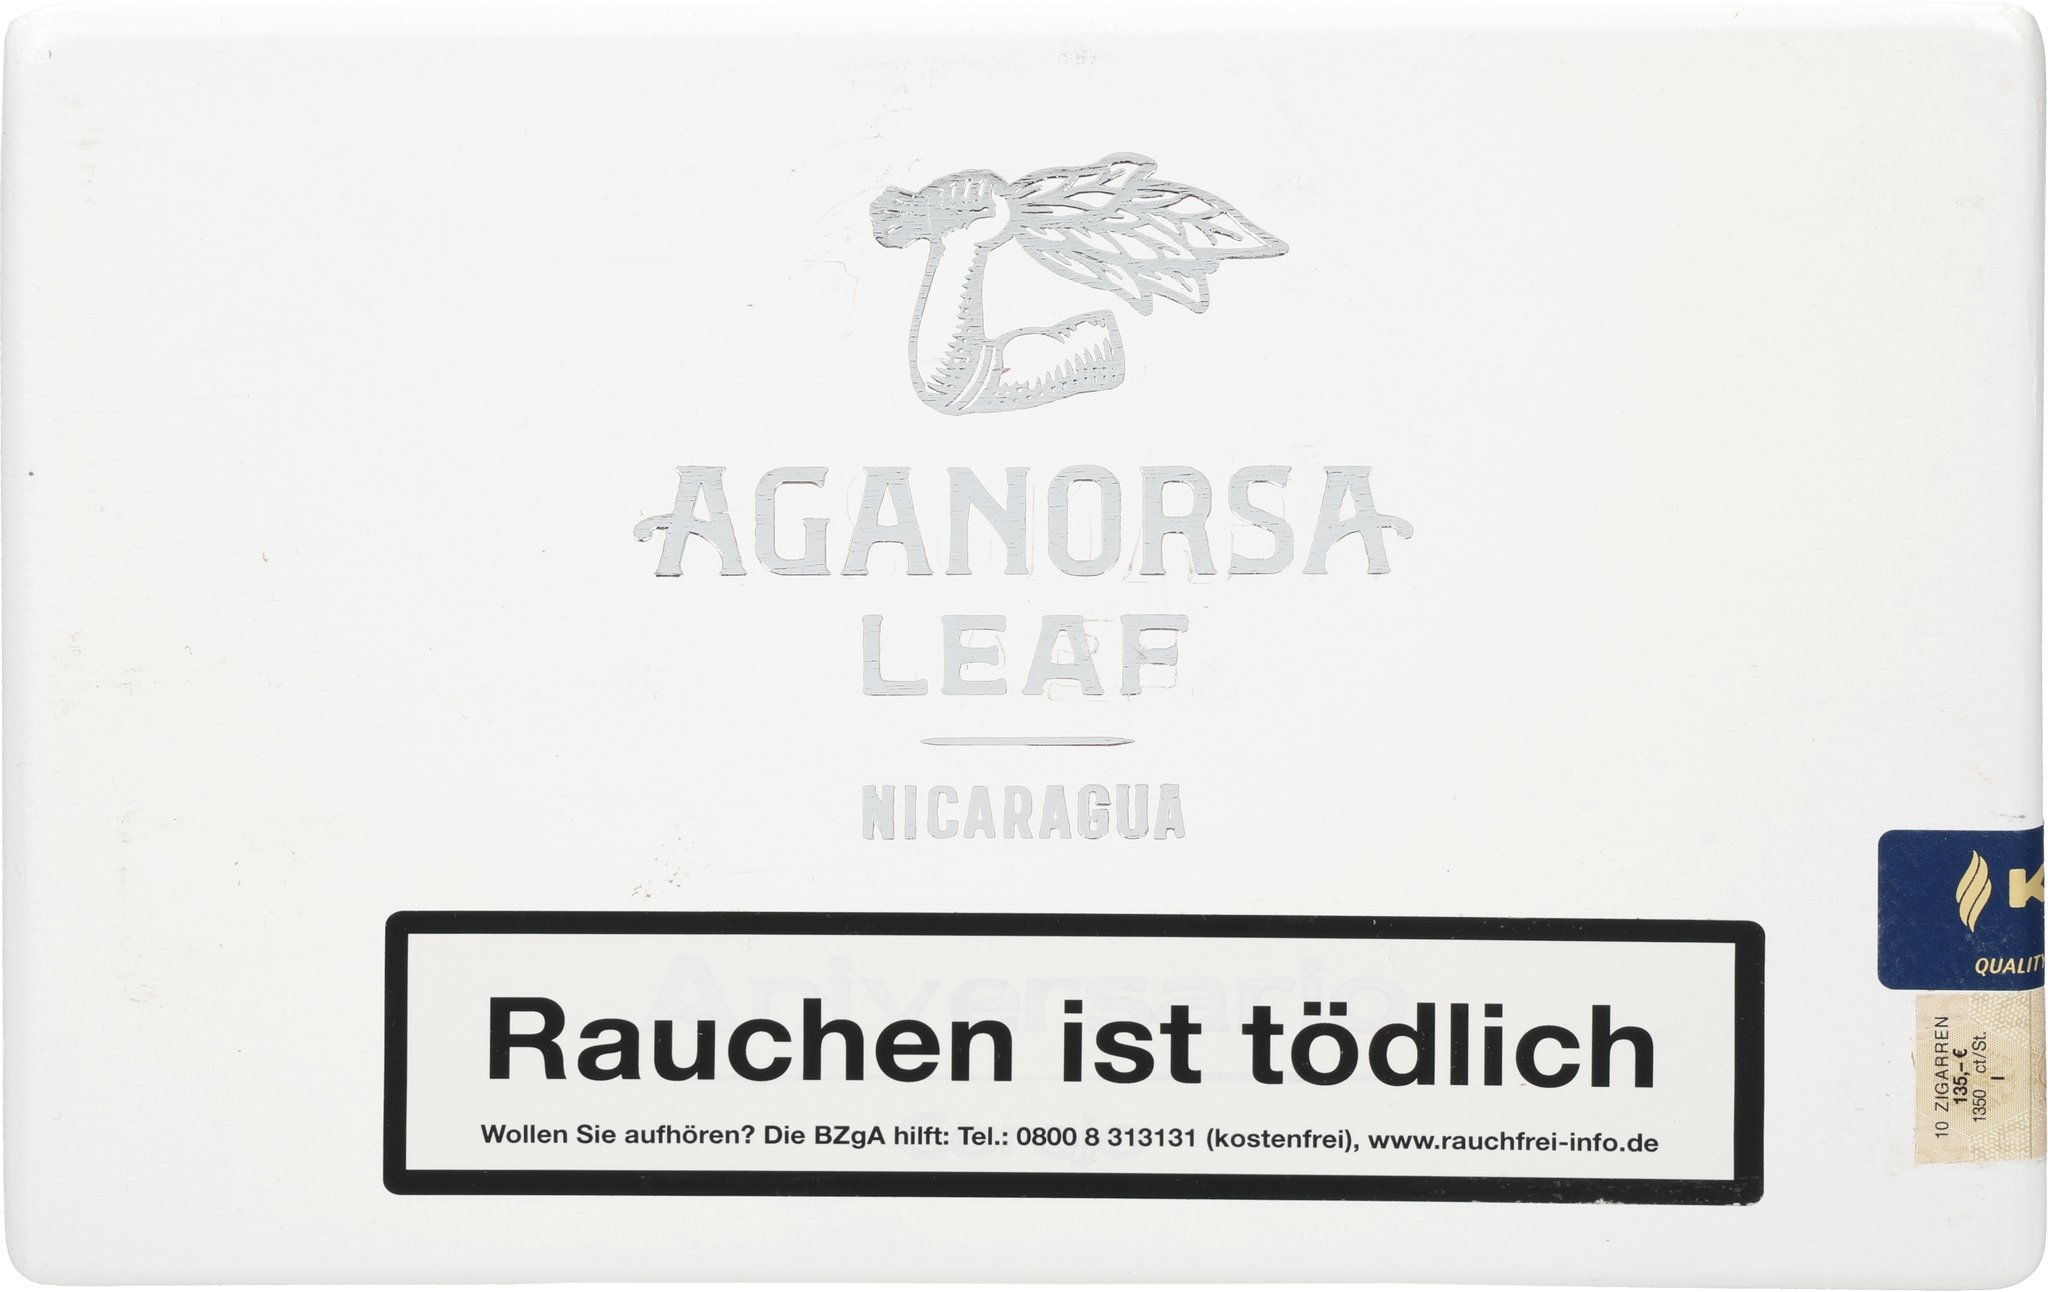 AGANORSA
LEAF
NICARAGUA
Aniversario
Rauchen ist tödlich
Wollen Sie aufhören? Die BZgA hilft: Tel.: 0800 8 313131 (kostenfrei), www.rauchfrei-info.de
QUALITY
10 ZIGARREN
135,-€
1350 ct/St.
I